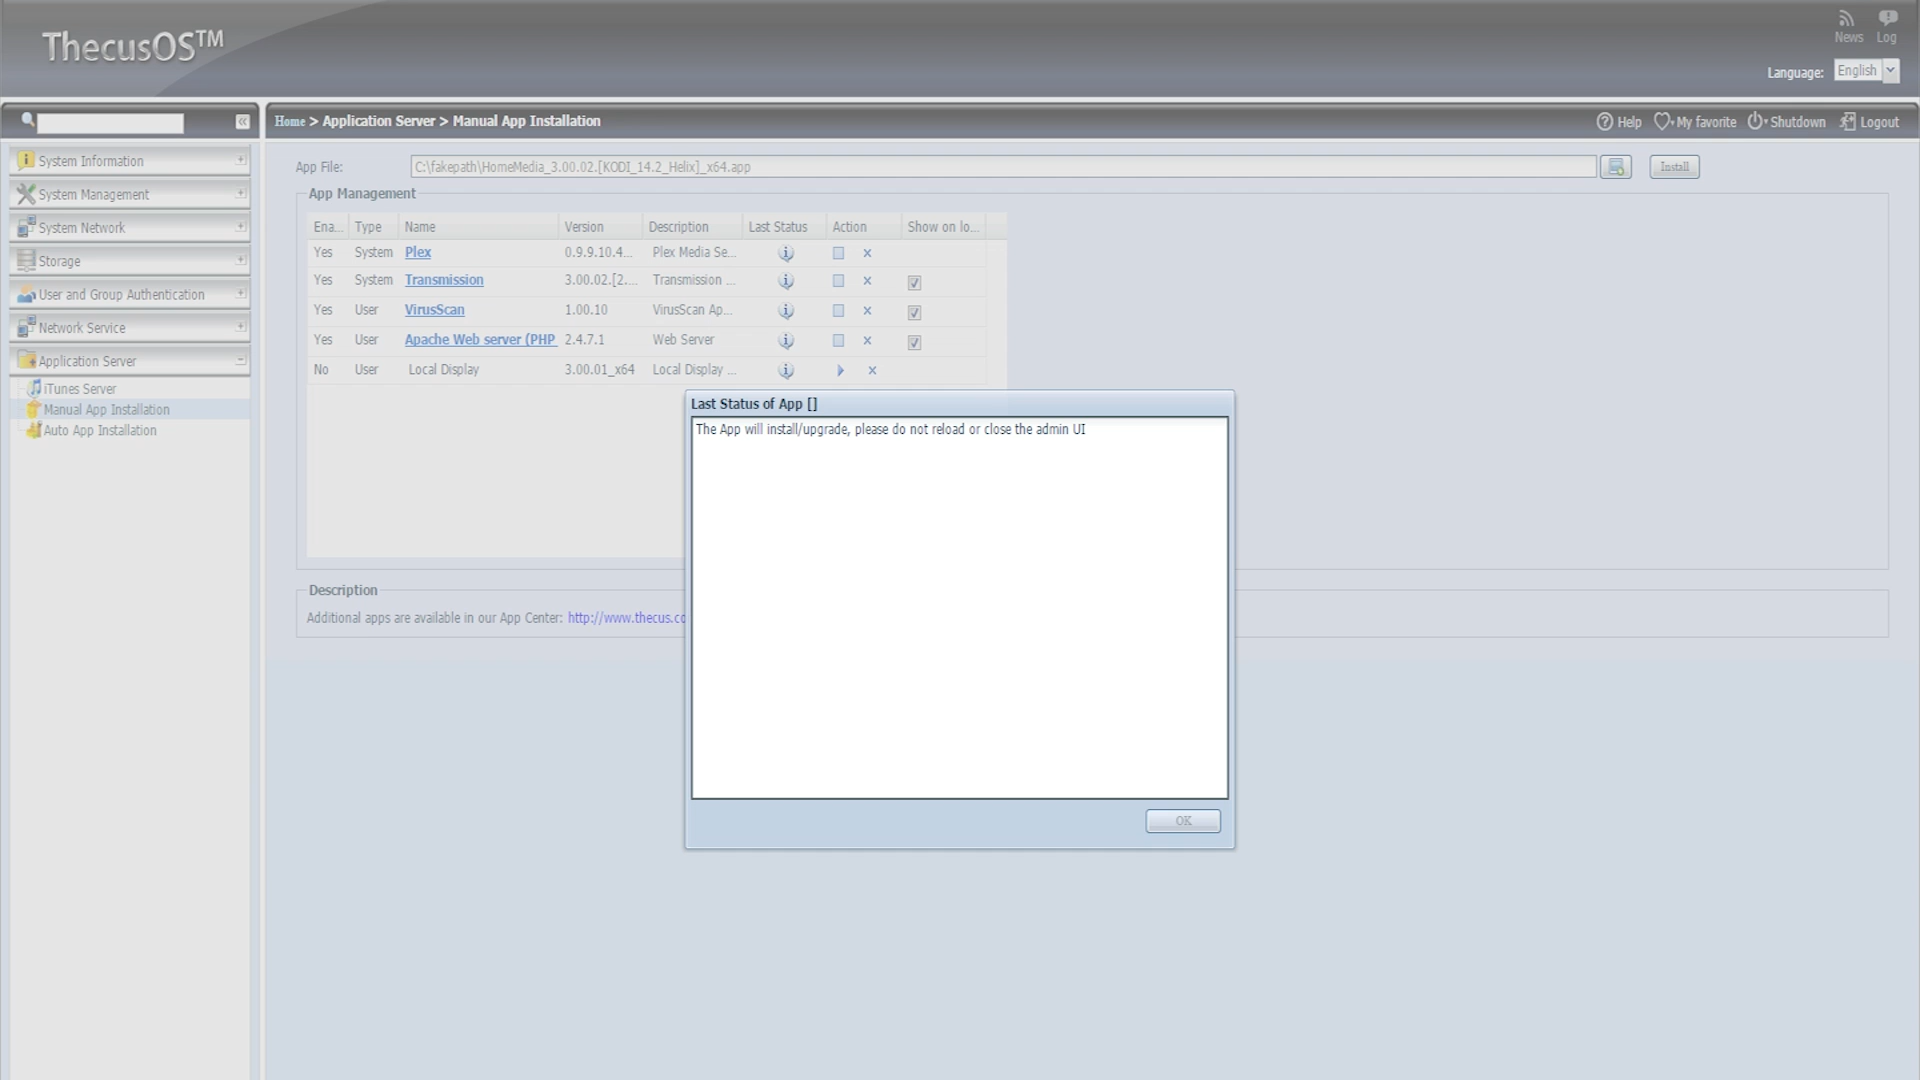 ThecusOS™
News Log
Language: English
Home > Application Server > Manual App Installation
Help My favorite Shutdown Logout
System Information
System Management
System Network
Storage
User and Group Authentication
Network Service
Application Server
iTunes Server
Manual App Installation
Auto App Installation
App File: C:\fakepath\HomeMedia_3.00.02.[KODI_14.2_Helix]_x64.app Install
App Management
Ena... Type Name Version Description Last Status Action Show on lo...
Yes System Plex 0.9.9.10.4... Plex Media Se...
Yes System Transmission 3.00.02.[2.... Transmission ...
Yes User VirusScan 1.00.10 VirusScan Ap...
Yes User Apache Web server (PHP 2.4.7.1 Web Server
No User Local Display 3.00.01_x64 Local Display ...
Last Status of App []
The App will install/upgrade, please do not reload or close the admin UI
OK
Description
Additional apps are available in our App Center: http://www.thecus.co